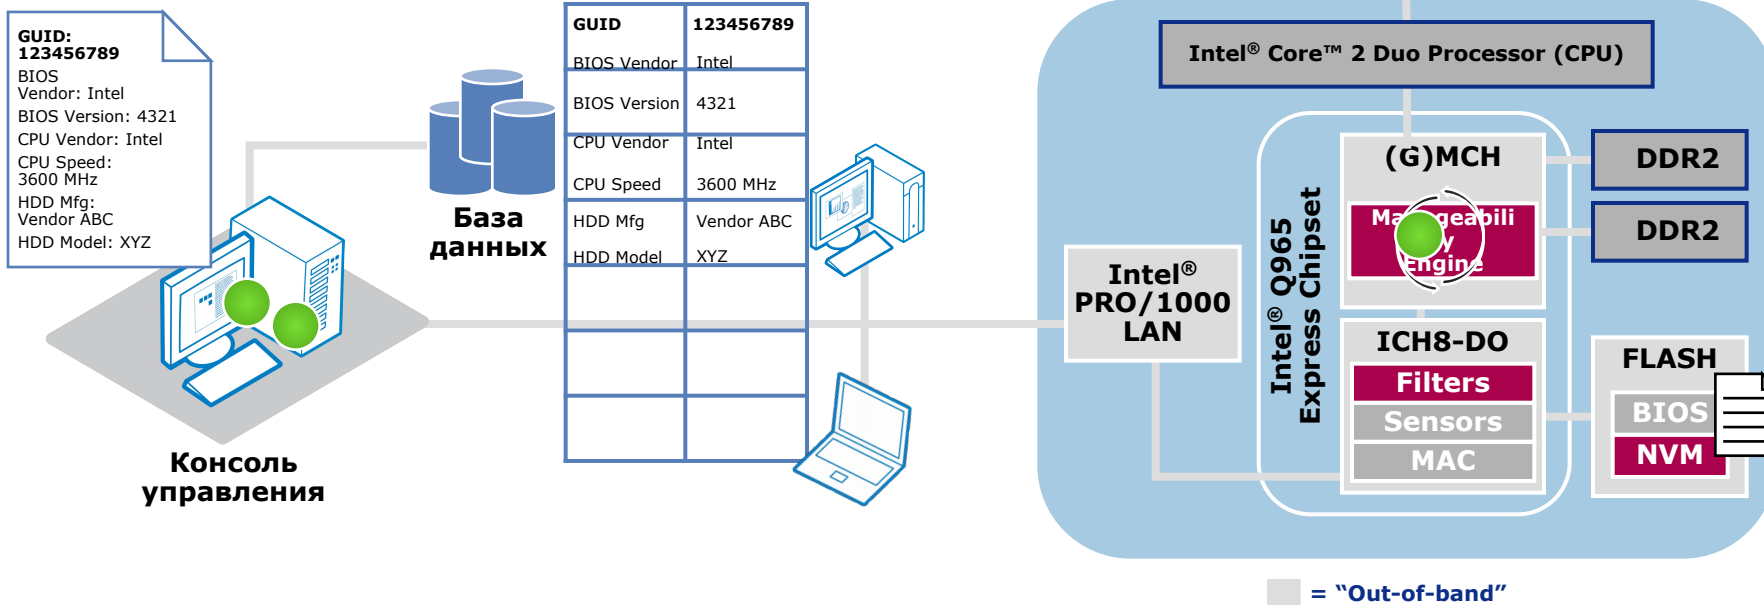 GUID:
123456789
BIOS
Vendor: Intel
BIOS Version: 4321
CPU Vendor: Intel
CPU Speed:
3600 MHz
HDD Mfg:
Vendor ABC
HDD Model: XYZ
Консоль
управления
База
данных
GUID 123456789
BIOS Vendor Intel
BIOS Version 4321
CPU Vendor Intel
CPU Speed 3600 MHz
HDD Mfg Vendor ABC
HDD Model XYZ
Intel® Core™ 2 Duo Processor (CPU)
Intel®
PRO/1000
LAN
Intel® Q965
Express Chipset
(G)MCH
Manageabili
y
Engine
DDR2
DDR2
ICH8-DO
Filters
Sensors
MAC
FLASH
BIOS
NVM
= “Out-of-band”